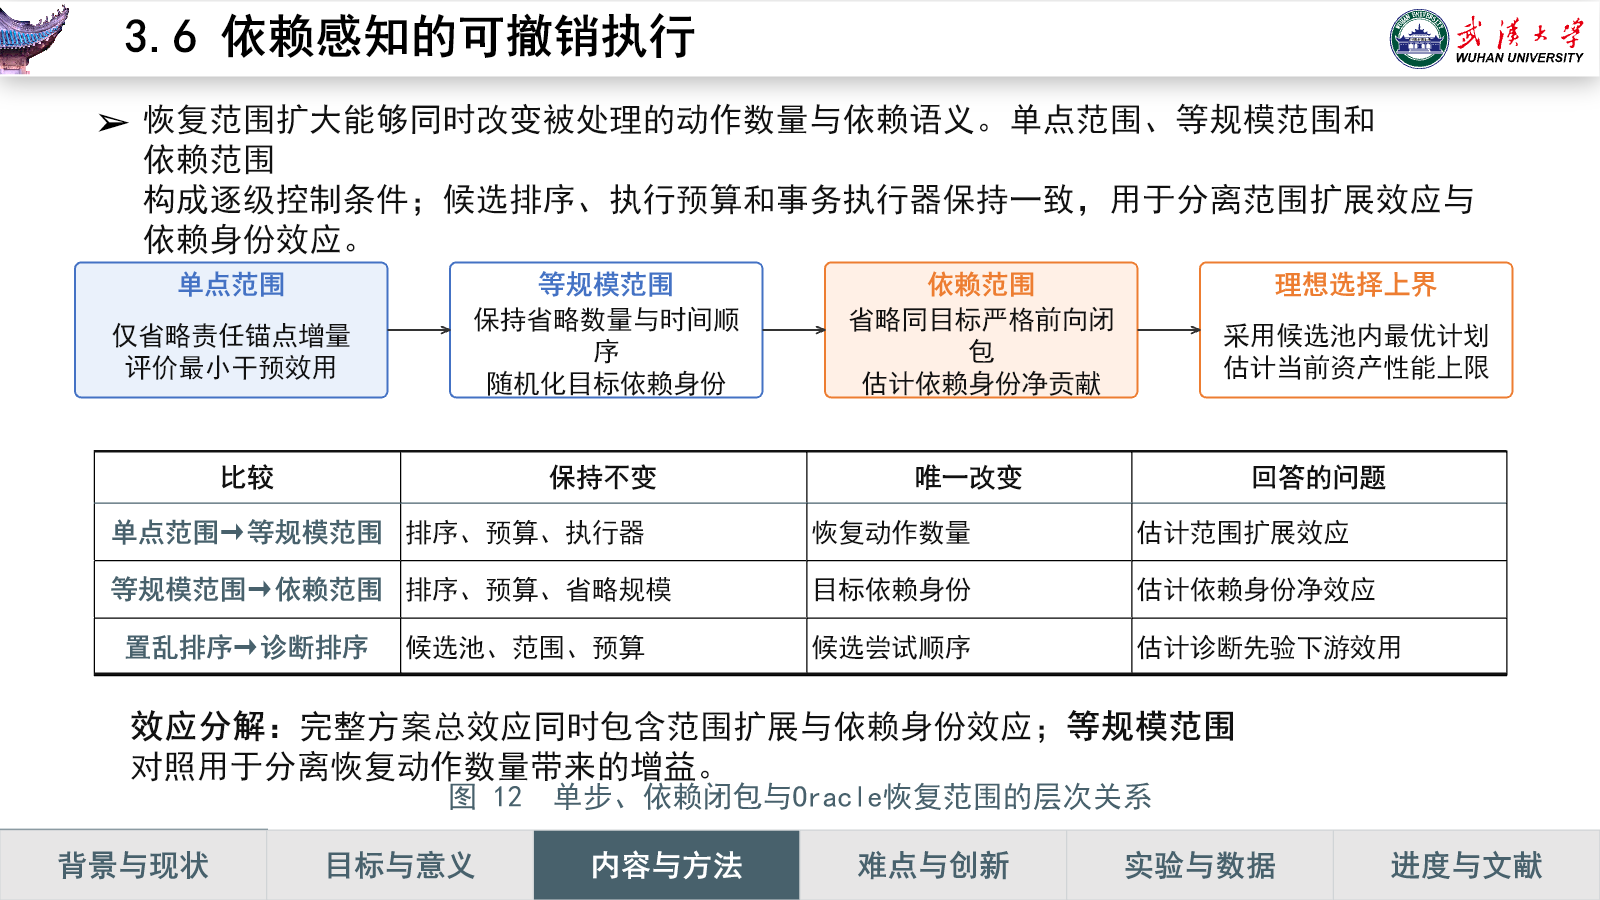 3.6 依赖感知的可撤销执行
武汉大学
WUHAN UNIVERSITY
➢ 恢复范围扩大能够同时改变被处理的动作数量与依赖语义。单点范围、等规模范围和
依赖范围
构成逐级控制条件；候选排序、执行预算和事务执行器保持一致，用于分离范围扩展效应与
依赖身份效应。
单点范围
仅省略责任锚点增量
评价最小干预效用
等规模范围
保持省略数量与时间顺
序
随机化目标依赖身份
依赖范围
省略同目标严格前向闭
包
估计依赖身份净贡献
理想选择上界
采用候选池内最优计划
估计当前资产性能上限
比较 保持不变 唯一改变 回答的问题
单点范围→等规模范围 排序、预算、执行器 恢复动作数量 估计范围扩展效应
等规模范围→依赖范围 排序、预算、省略规模 目标依赖身份 估计依赖身份净效应
置乱排序→诊断排序 候选池、范围、预算 候选尝试顺序 估计诊断先验下游效用
效应分解：完整方案总效应同时包含范围扩展与依赖身份效应；等规模范围
对照用于分离恢复动作数量带来的增益。
图 12 单步、依赖闭包与Oracle恢复范围的层次关系
背景与现状 目标与意义 内容与方法 难点与创新 实验与数据 进度与文献